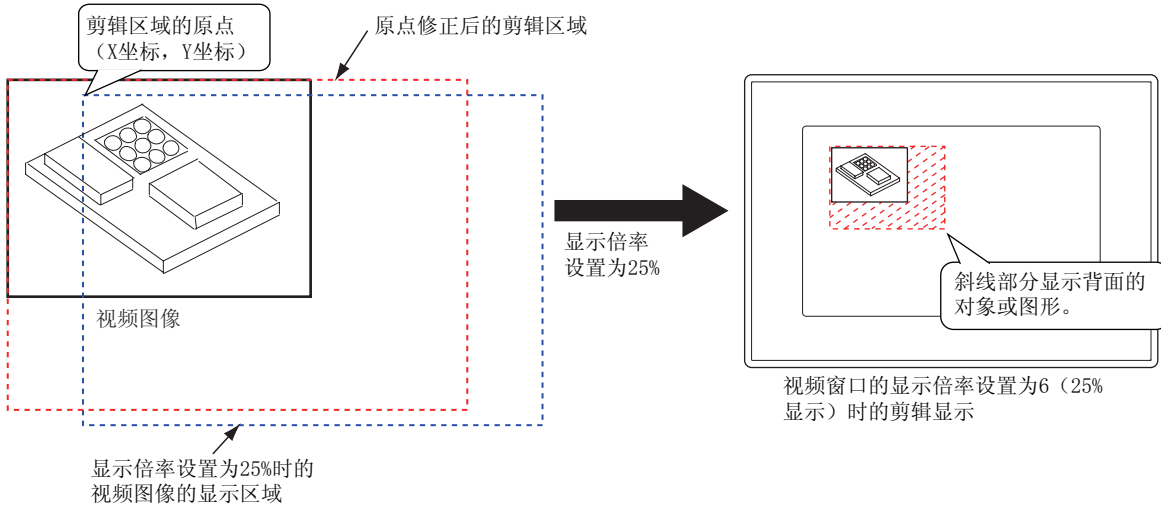 剪辑区域的原点
（X坐标，Y坐标）
原点修正后的剪辑区域
视频图像
显示倍率设置为25%时的
视频图像的显示区域
显示倍率
设置为25%
斜线部分显示背面的
对象或图形。
视频窗口的显示倍率设置为6（25%
显示）时的剪辑显示